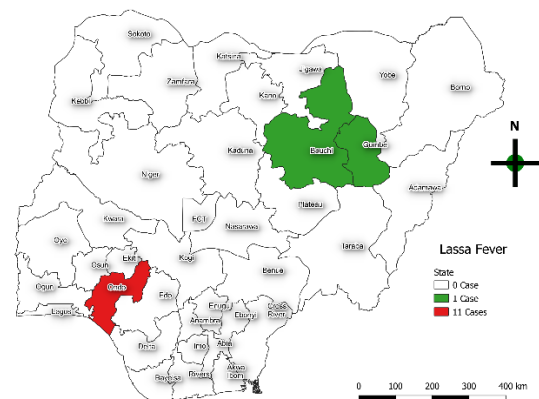 Sokoto
Katsina
Jigawa
Yobe
Borno
Zamfara
Kano
Kebbi
Kaduna
Bauchi
Gombe
Niger
Adamawa
Plateau
Kwara
FCT
Nasarawa
Oyo
Taraba
Osun
Ekiti
Kogi
Benue
Ogun
Ondo
Edo
Lagos
Enugu
Ebonyi
Cross
River
Anambra
Delta
Imo
Abia
Bayelsa
Rivers
Akwa
Ibom
N
Lassa Fever
State
0 Case
1 Case
11 Cases
0 100 200 300 400 km